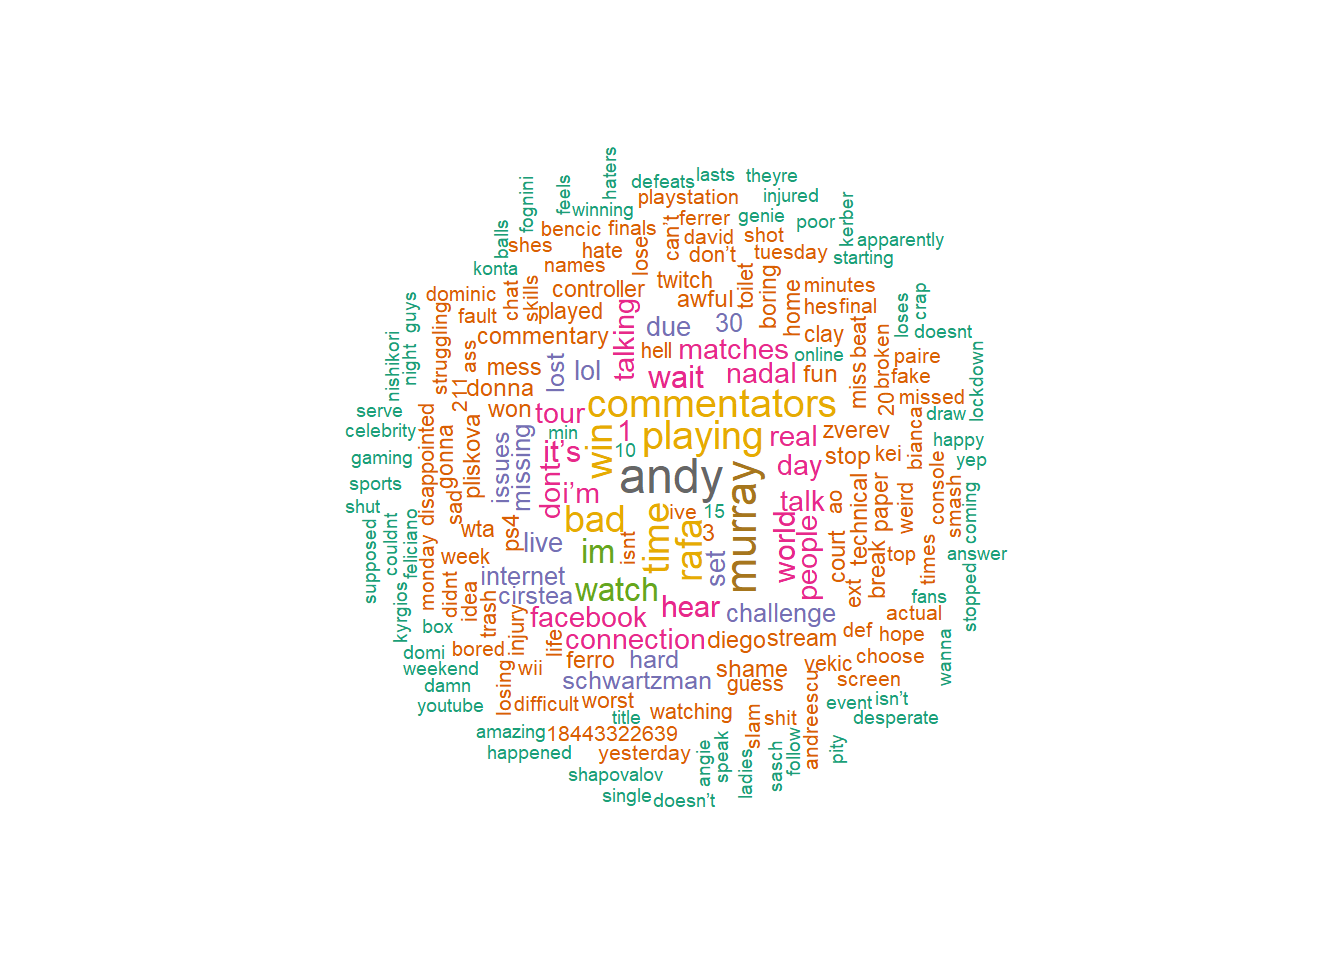 haters
defeats
lasts
theyre
feels
playstation
injured
fognini
winning
ferrer
genie
poor
kerber
balls
bencic
finals
can't
david
shot
apparently
shes
hate
lose
don't
tuesday
starting
konta
names
twitch
toilet
boring
home
minutes
dominic
chat
skills
controller
awful
hes
final
loses
crap
guys
fault
played
talking
due
30
clay
beat
doesnt
nishikori
night
struggling
ass
commentary
hell
matches
online
miss
broken
paire
lockdown
mess
lost
lol
wait
nadal
fun
fake
211
donna
commentators
20
missed
serve
won
tour
draw
celebrity
disappointed
gonna
pliskova
min
1
playing
real
zverev
bianca
happy
issues
missing
it's
win
10
stop
kei
gaming
andy
day
yep
sports
sad
dont
i'm
murray
talk
ao
technical
paper
weird
console
smash
coming
shut
supposed
couldnt
feliciano
monday
wta
ps4
bad
time
ive
15
rafa
3
world
people
court
break
top
times
answer
week
live
isnt
im
set
stopped
kyrgios
didnt
idea
internet
watch
ext
fans
trash
cirstea
hear
challenge
actual
box
injury
facebook
def
hope
domi
bored
life
connection
diego
stream
wanna
weekend
losing
wii
ferro
hard
shame
vekic
choose
damn
schwartzman
guess
screen
youtube
difficult
worst
watching
slam
shit
andreescu
event
isn't
title
desperate
amazing
18443322639
happened
yesterday
angie
speak
ladies
sasch
follow
pity
shapovalov
single
doesn't